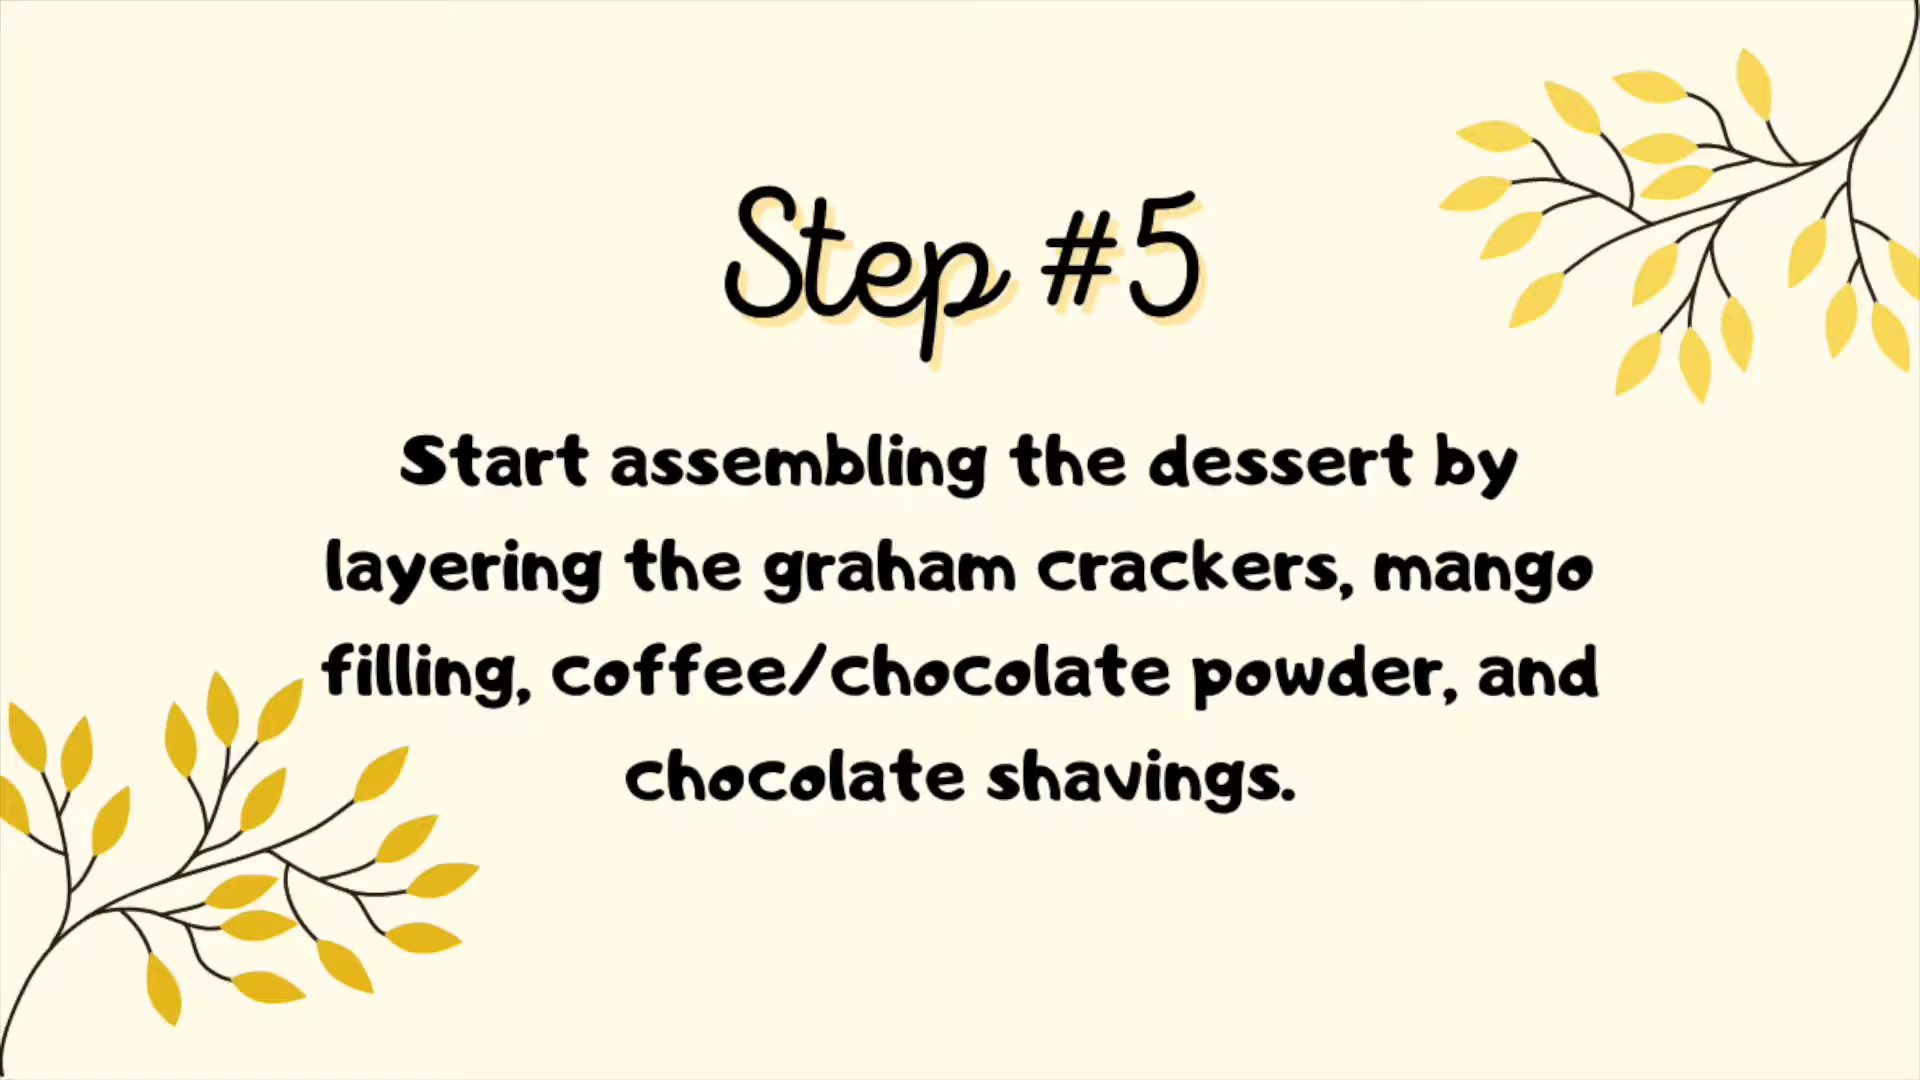 Step #5
Start assembling the dessert by
layering the graham crackers, mango
filling, coffee/chocolate powder, and
chocolate shavings.